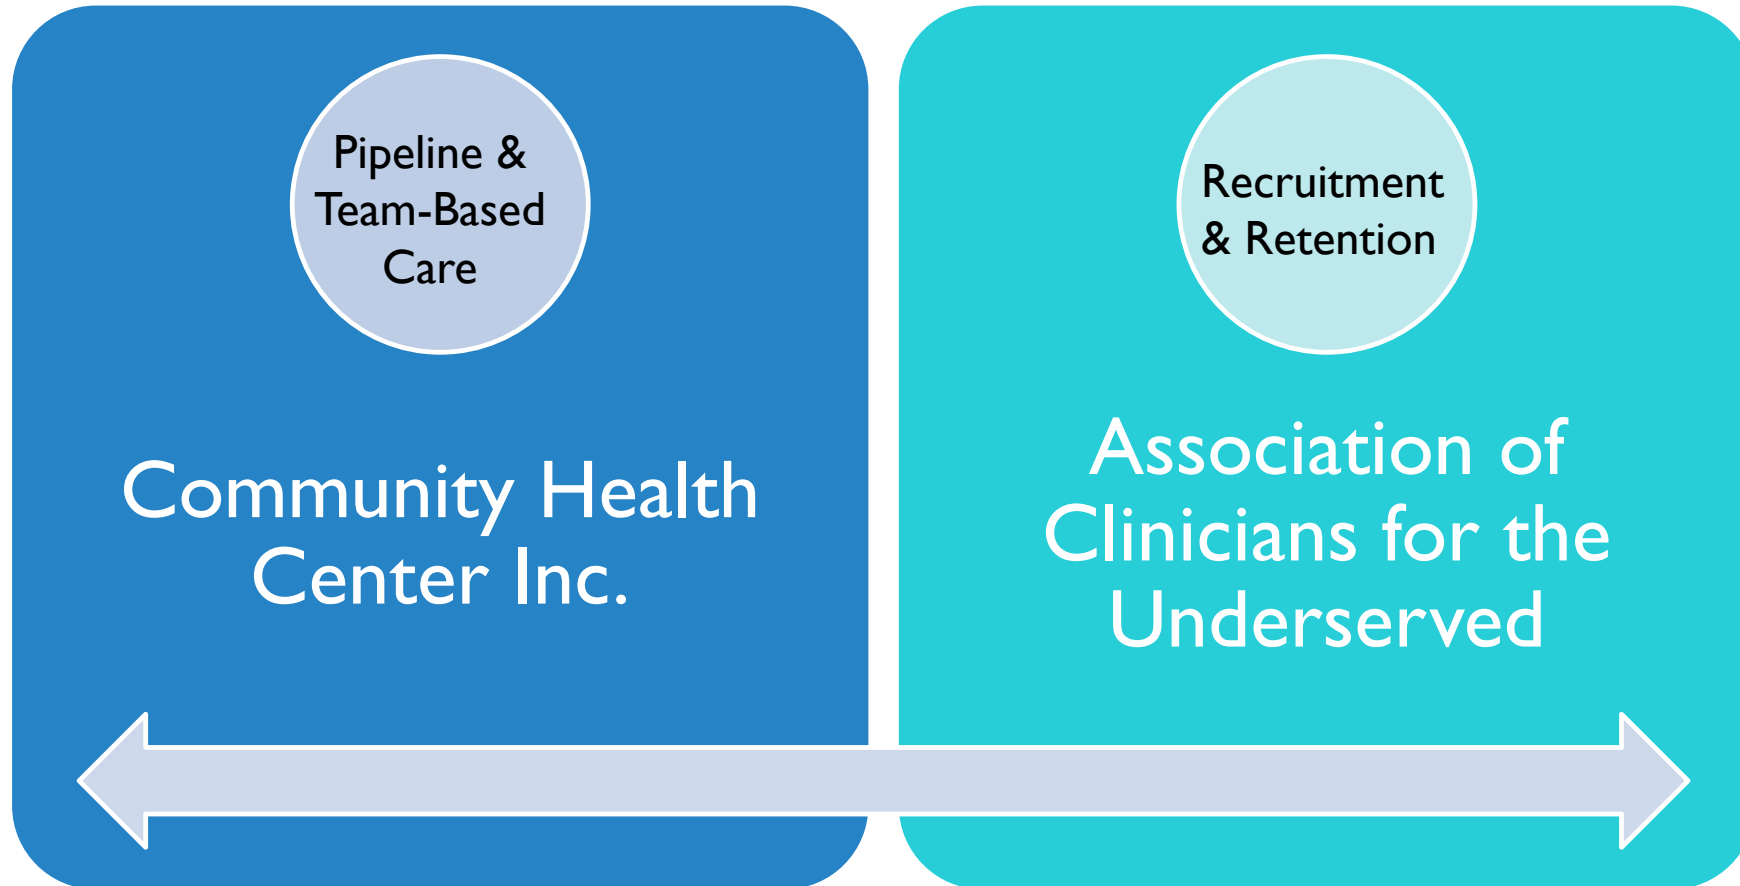 Pipeline &
Team-Based
Care
Community Health
Center Inc.
Recruitment
& Retention
Association of
Clinicians for the
Underserved